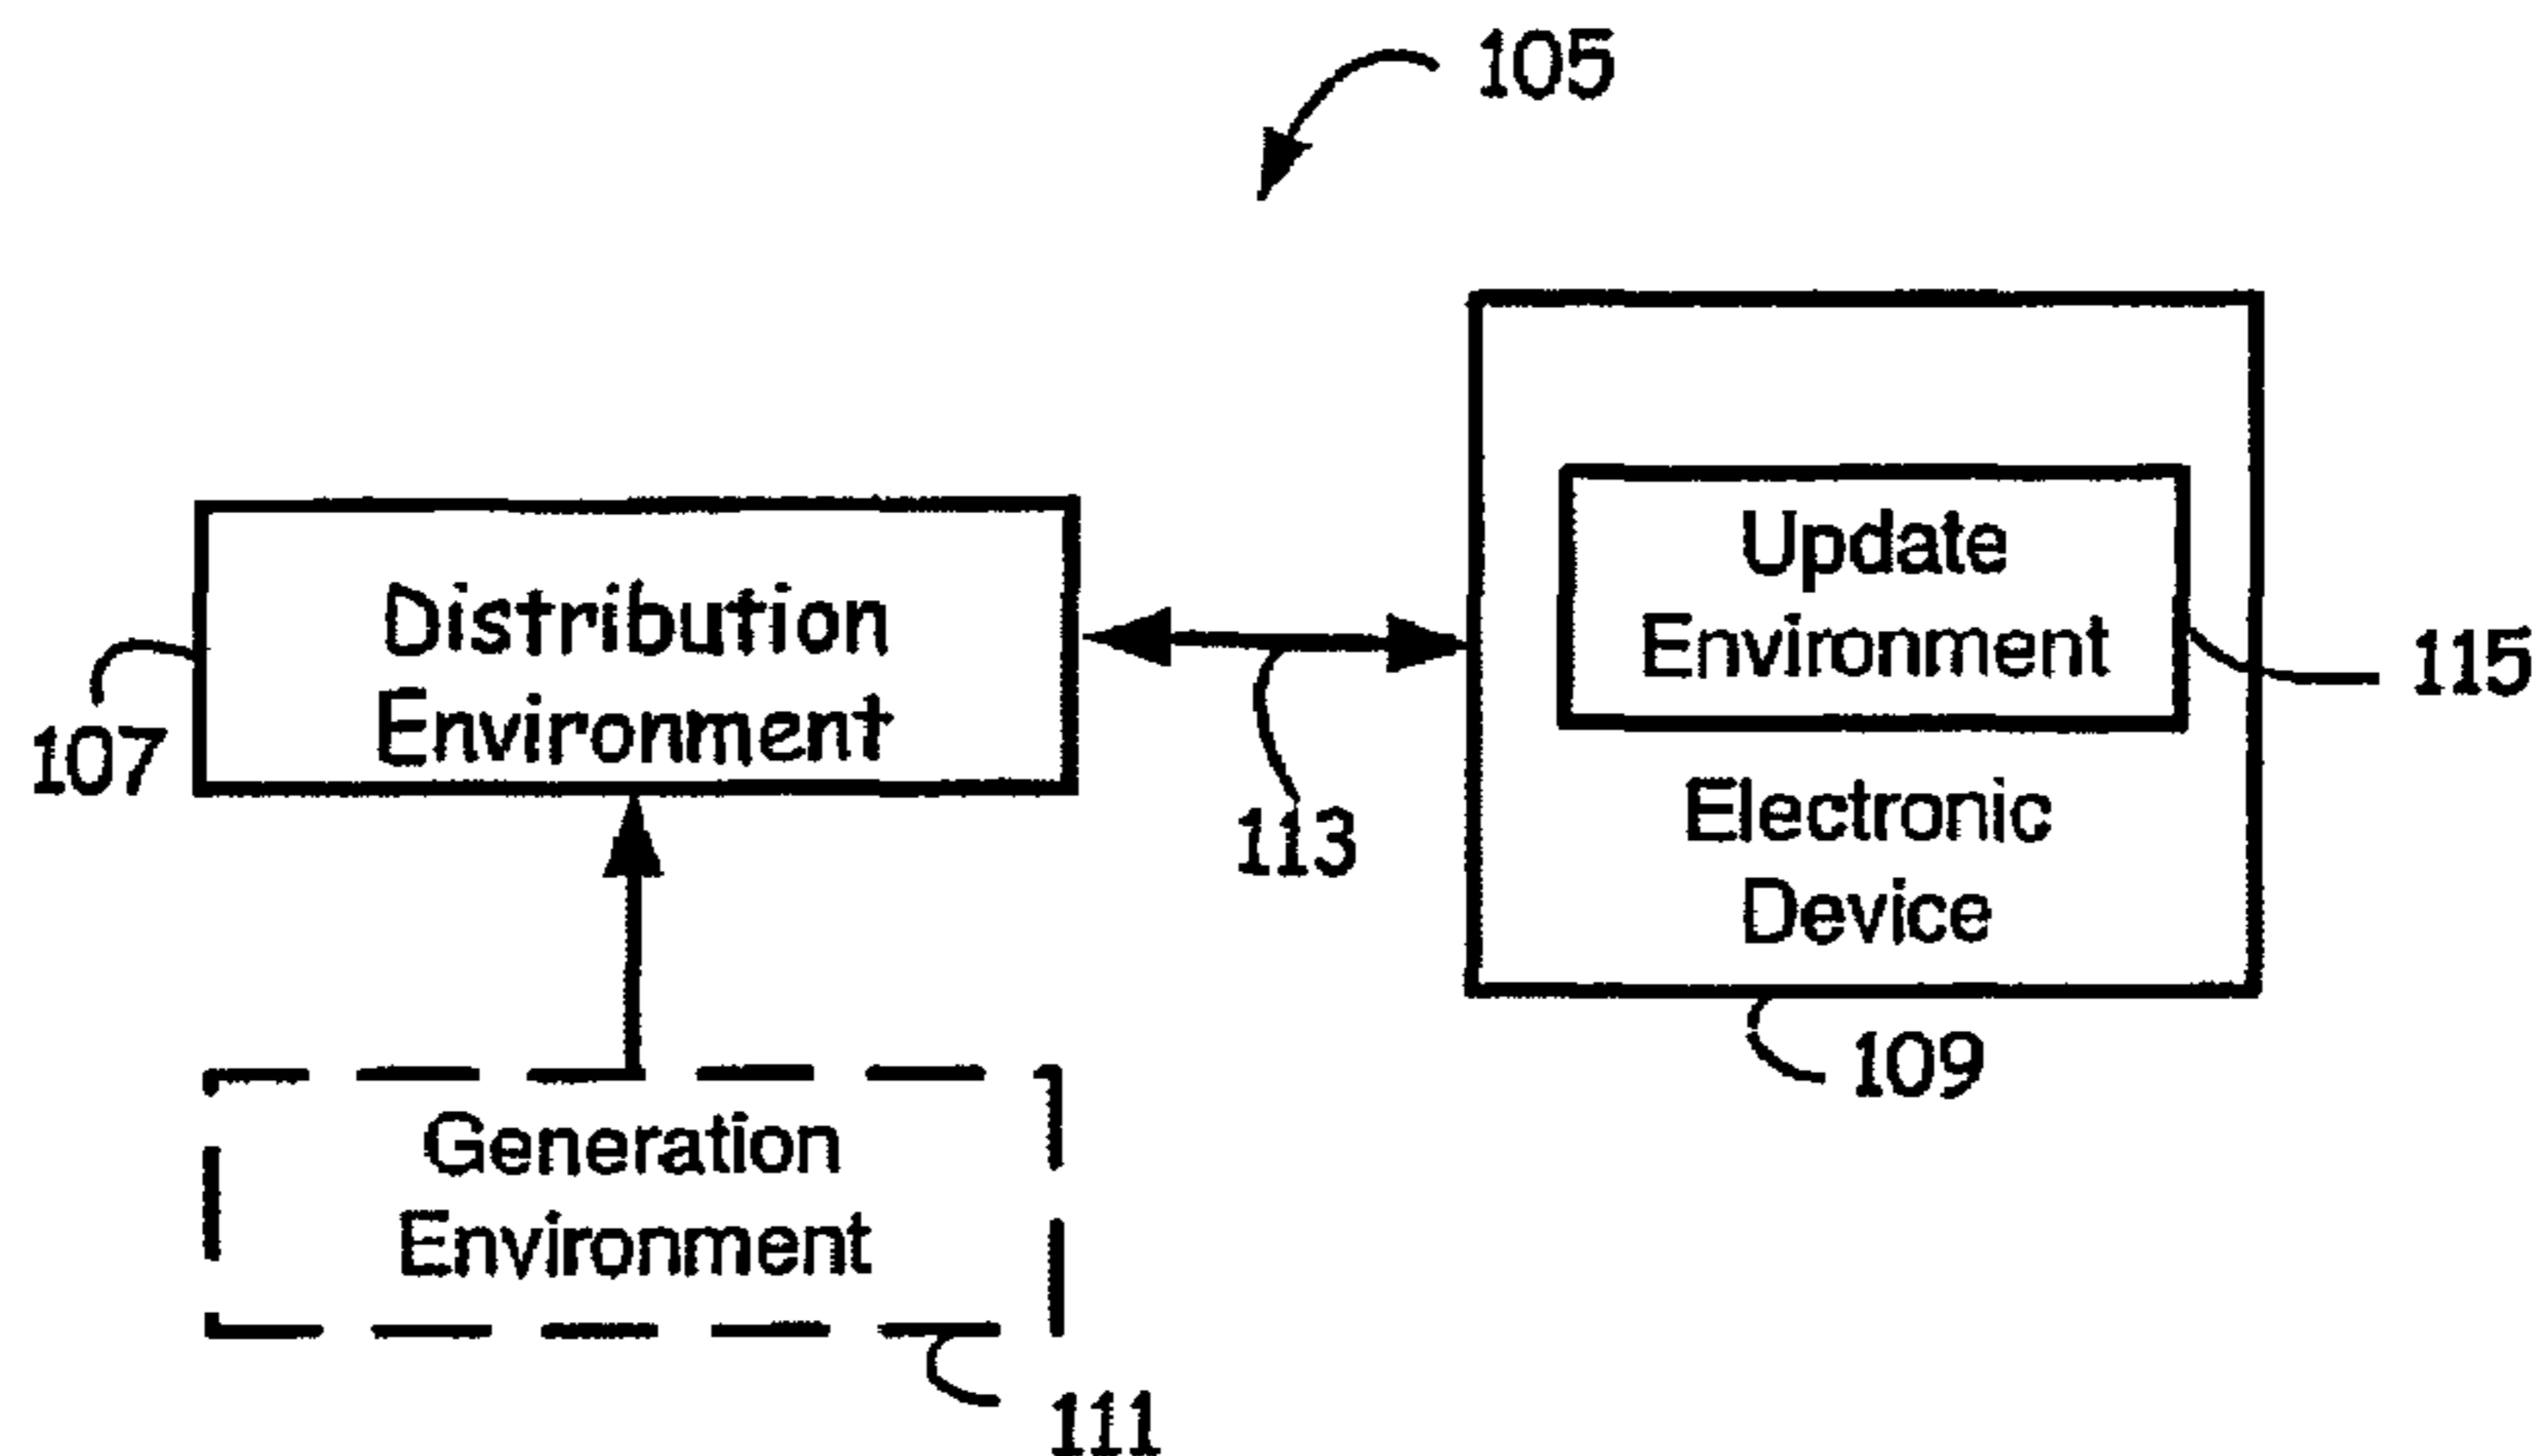 105
Update
Environment
115
Distribution
Environment
107
113
Electronic
Device
109
Generation
Environment
111